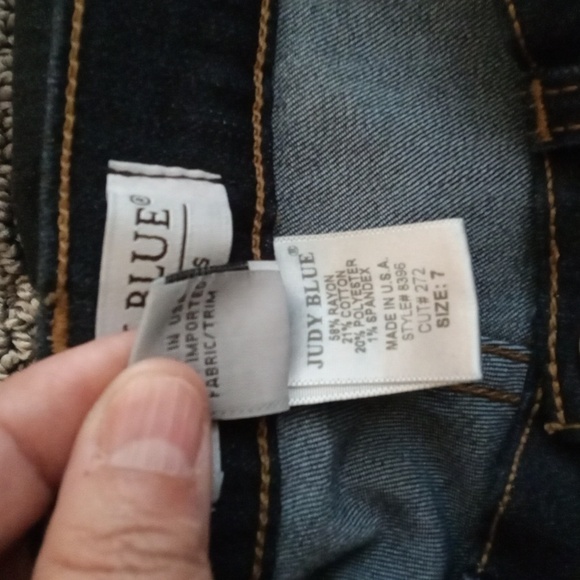 BLUE®
IN USA
IMPORTED
FABRIC/TRIM
JUDY BLUE®
58% RAYON
21% COTTON
20% POLYESTER
1% SPANDEX
MADE IN U.S.A.
STYLE# 8396
CUT# 272
SIZE: 7